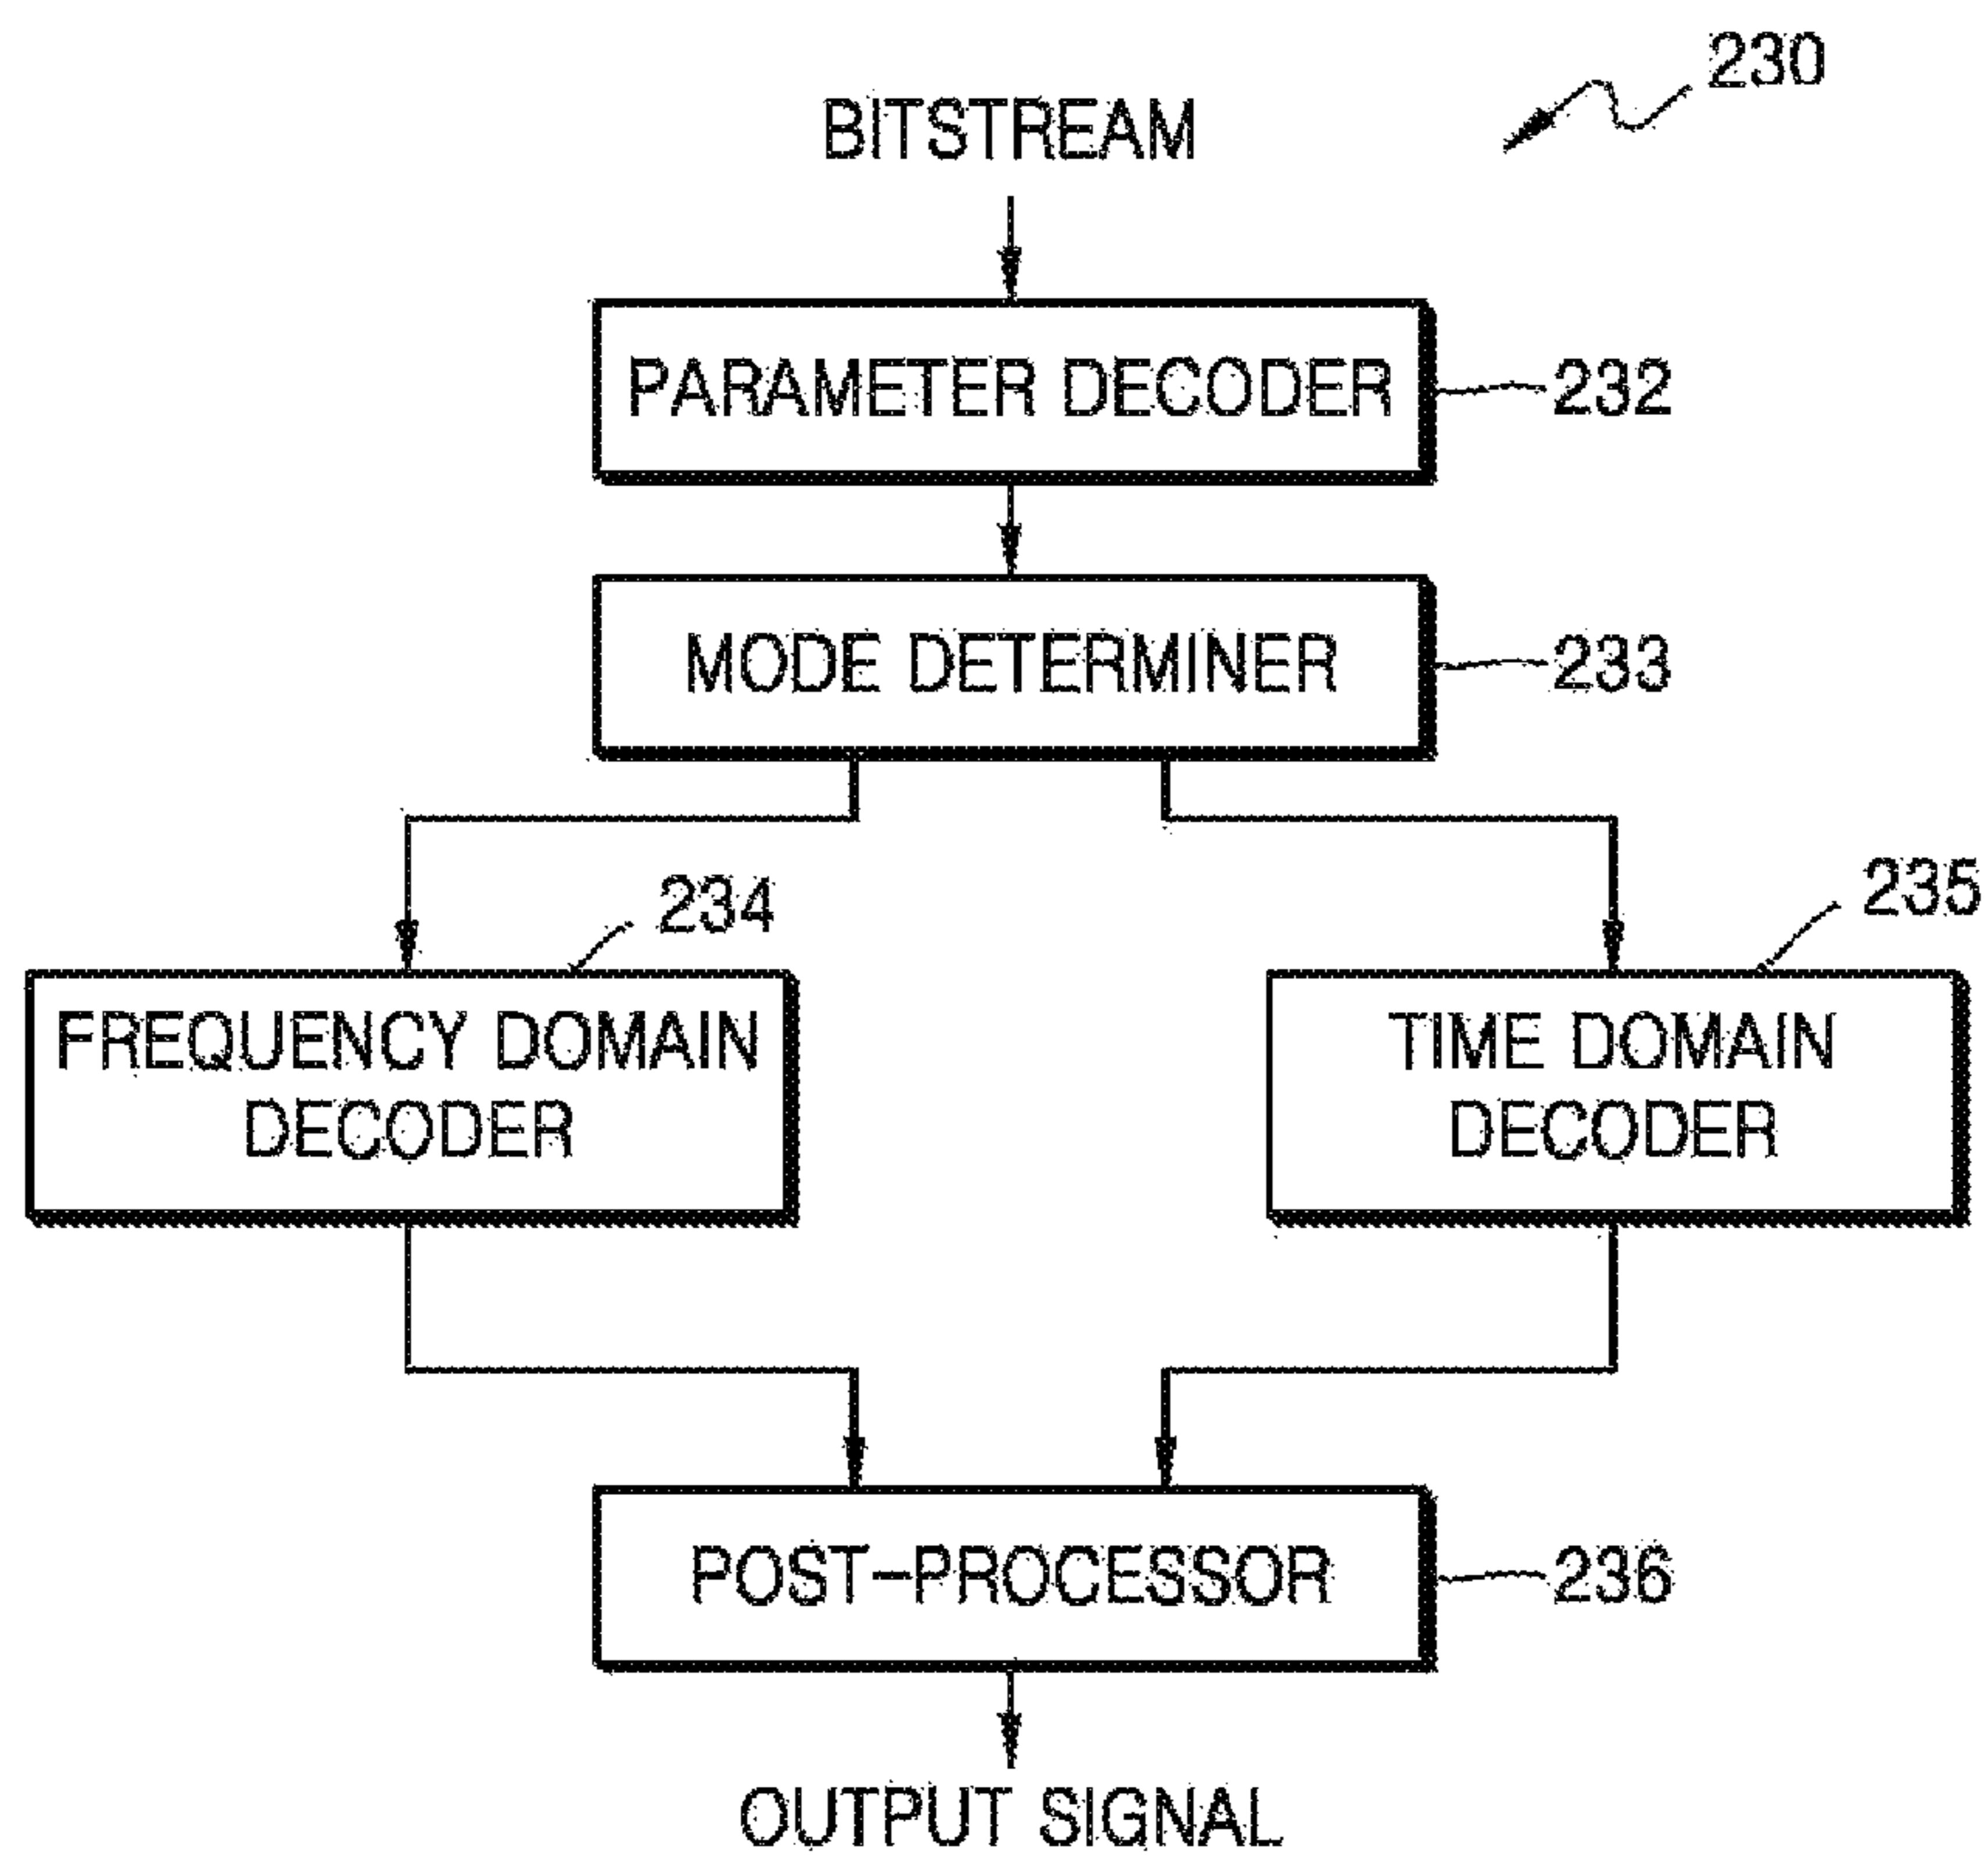 230
BITSTREAM
PARAMETER DECODER
232
MODE DETERMINER
233
234
235
FREQUENCY DOMAIN
DECODER
TIME DOMAIN
DECODER
POST-PROCESSOR
236
OUTPUT SIGNAL